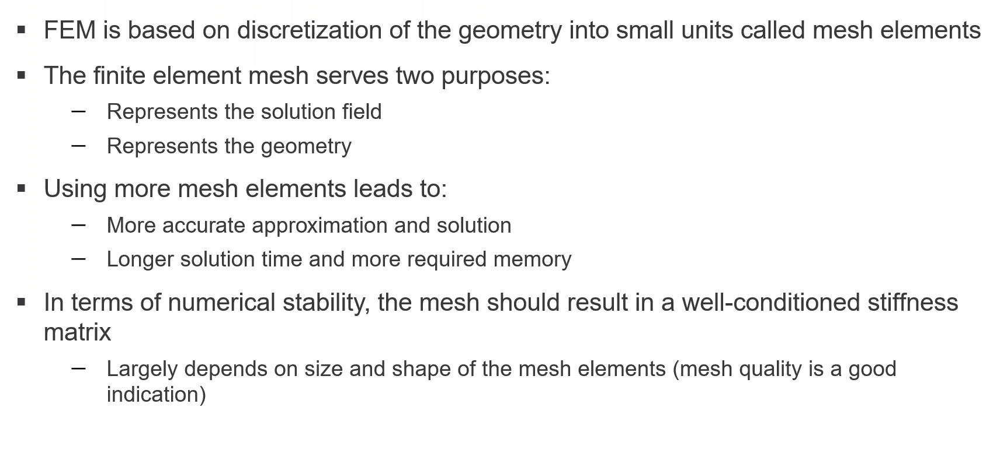 ▪ FEM is based on discretization of the geometry into small units called mesh elements
▪ The finite element mesh serves two purposes:
– Represents the solution field
– Represents the geometry
▪ Using more mesh elements leads to:
– More accurate approximation and solution
– Longer solution time and more required memory
▪ In terms of numerical stability, the mesh should result in a well-conditioned stiffness
matrix
– Largely depends on size and shape of the mesh elements (mesh quality is a good
indication)